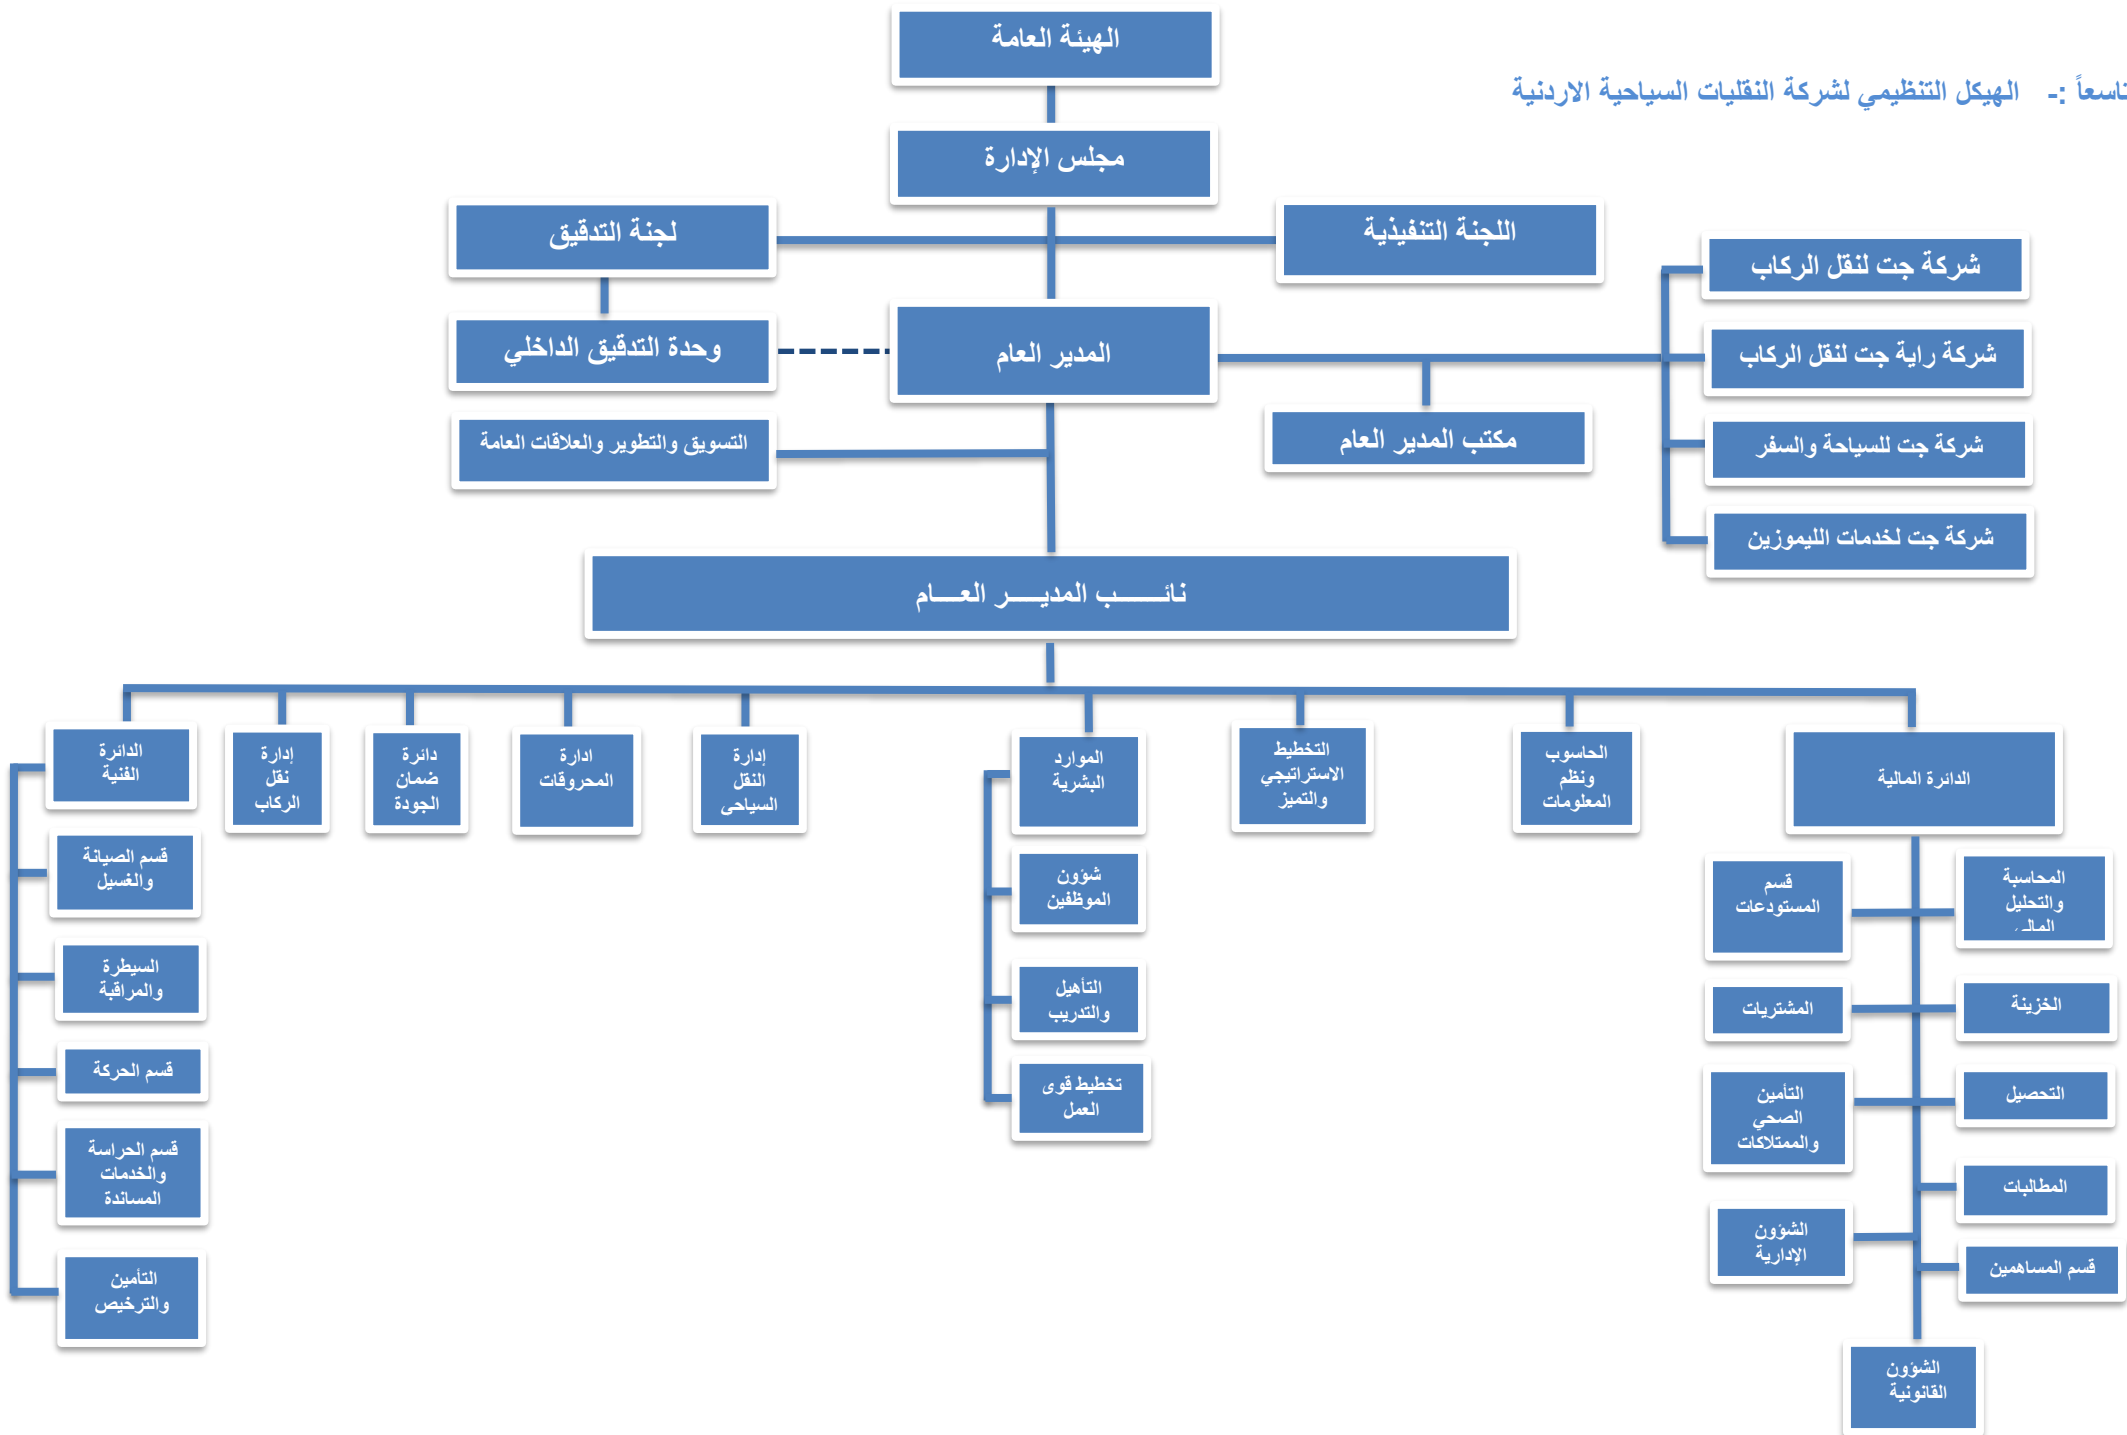 الهيئة العامة
تاسعاً :- الهيكل التنظيمي لشركة النقليات السياحية الاردنية
مجلس الإدارة
اللجنة التنفيذية
لجنة التدقيق
شركة جت لنقل الركاب
المدير العام
وحدة التدقيق الداخلي
شركة راية جت لنقل الركاب
مكتب المدير العام
التسويق والتطوير والعلاقات العامة
شركة جت للسياحة والسفر
شركة جت لخدمات الليموزين
نائـــــــب المديـــــر العــــام
الدائرة المالية
الحاسوب
ونظم
المعلومات
التخطيط
الاستراتيجي
والتميز
الموارد
البشرية
إدارة
النقل
السياحي
ادارة
المحروقات
دائرة
ضمان
الجودة
إدارة
نقل
الركاب
الدائرة
الفنية
المحاسبة
والتحليل
المالي
قسم
المستودعات
الخزينة
المشتريات
التحصيل
التأمين
الصحي
والممتلكات
المطالبات
الشؤون
الإدارية
قسم المساهمين
الشؤون
القانونية
شؤون
الموظفين
التأهيل
والتدريب
تخطيط قوى
العمل
قسم الصيانة
والغسيل
السيطرة
والمراقبة
قسم الحركة
قسم الحراسة
والخدمات
المساندة
التأمين
والترخيص